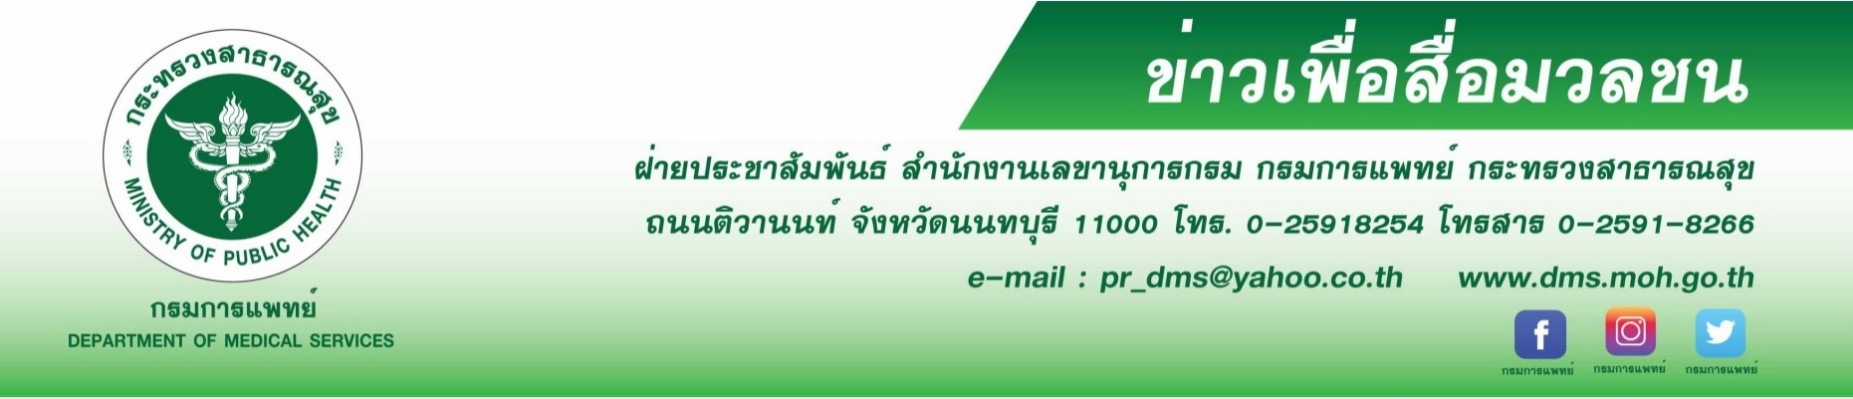 กระทรวงสาธารณสุข
MINISTRY OF PUBLIC HEALTH
กรมการแพทย์
DEPARTMENT OF MEDICAL SERVICES
ข่าวเพื่อสื่อมวลชน
ฝ่ายประชาสัมพันธ์ สำนักงานเลขานุการกรม กรมการแพทย์ กระทรวงสาธารณสุข
ถนนติวานนท์ จังหวัดนนทบุรี 11000 โทร. 0-25918254 โทรสาร 0-2591-8266
e-mail : pr_dms@yahoo.co.th www.dms.moh.go.th
กรมการแพทย์ กรมการแพทย์ กรมการแพทย์